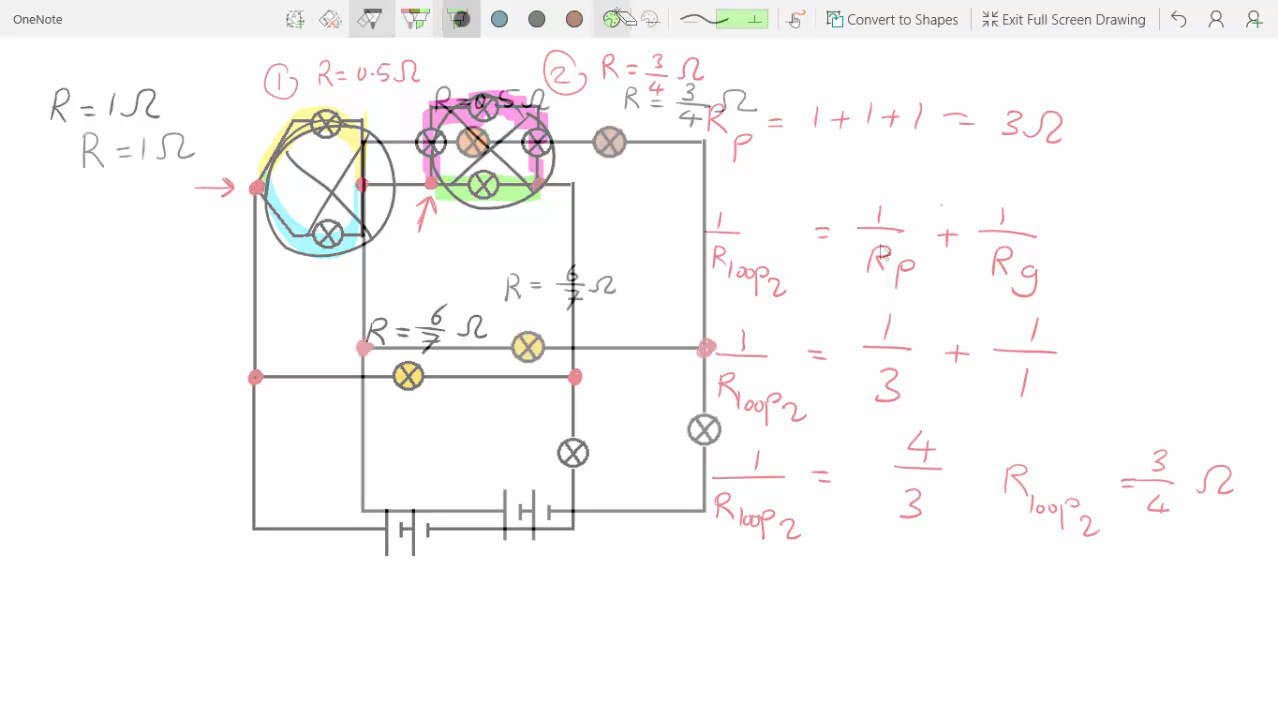 OneNote
Convert to Shapes
Exit Full Screen Drawing
R = 1Ω
R = 1Ω
① R = 0.5Ω
② R = 3/4 Ω
R = 0.5Ω
R = 3/4 Ω
Rp = 1 + 1 + 1 = 3Ω
1/Rloop2 = 1/Rp + 1/Rg
R = 6/7 Ω
R = 6/7 Ω
1/Rloop2 = 1/3 + 1/1
1/Rloop2 = 4/3 Rloop2 = 3/4 Ω